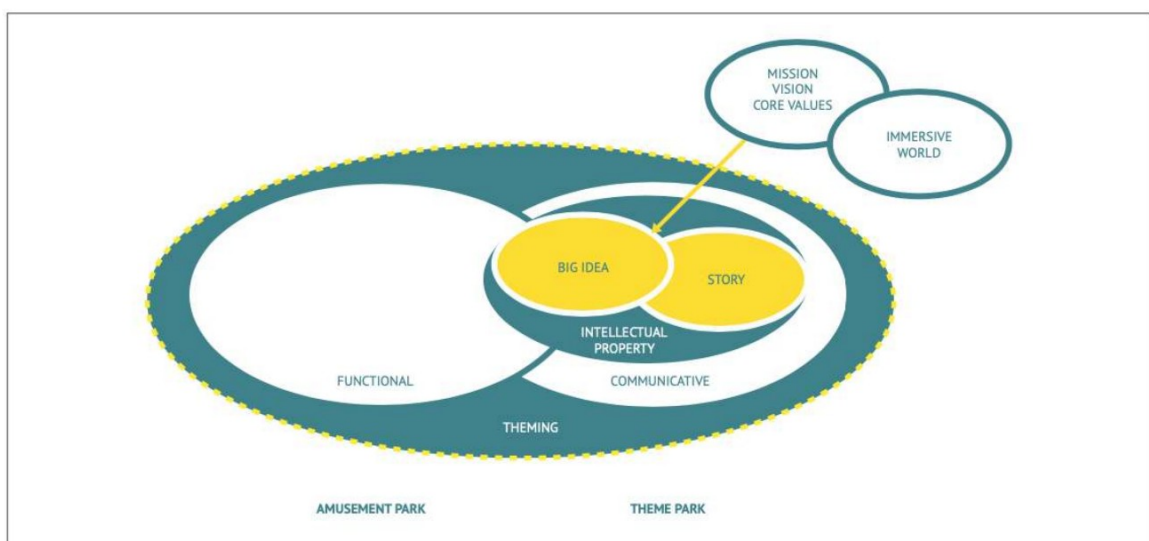 MISSION
VISION
CORE VALUES
IMMERSIVE
WORLD
BIG IDEA
STORY
INTELLECTUAL
PROPERTY
FUNCTIONAL
COMMUNICATIVE
THEMING
AMUSEMENT PARK
THEME PARK